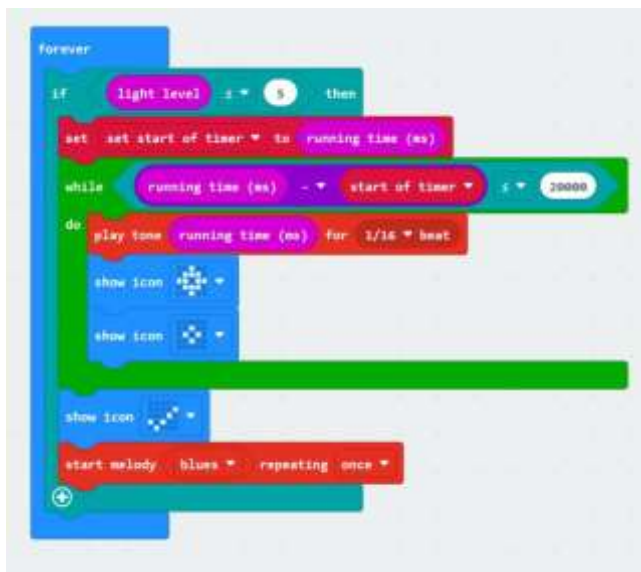 forever
if light level ≤ 5 then
set set start of timer to running time (ms)
while running time (ms) - start of timer ≤ 20000
do
play tone running time (ms) for 1/16 beat
show icon
show icon
show icon
start melody blues repeating once